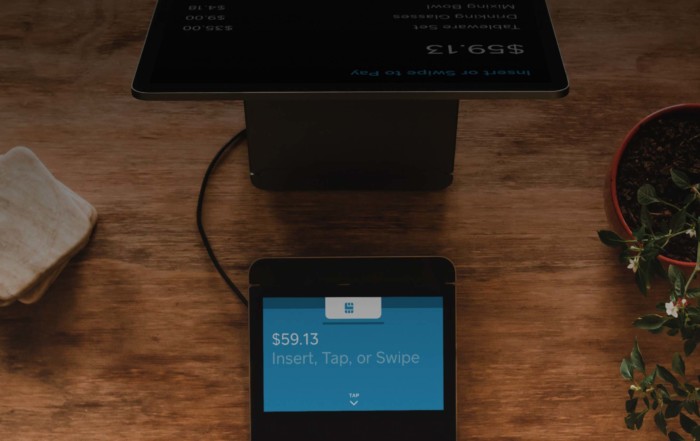 Insert or Swipe to Pay
$59.13
Tableware Set $35.00
Drinking Glasses $9.00
Mixing Bowl $4.18
$59.13
Insert, Tap, or Swipe
TAP